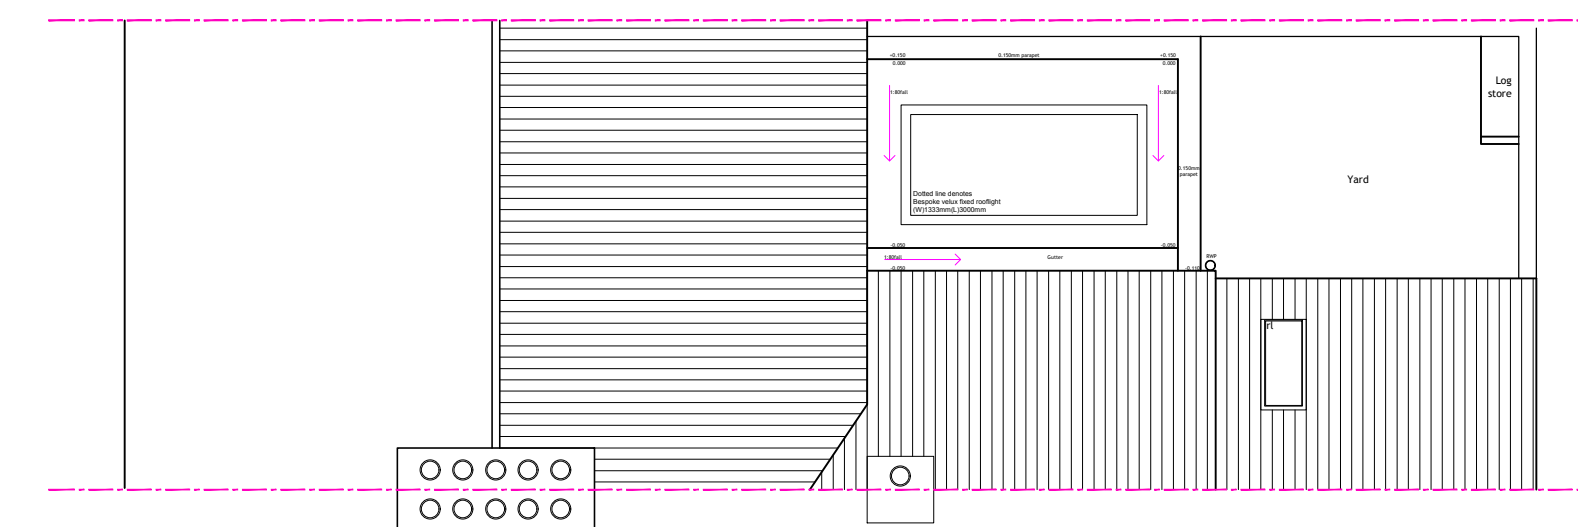 +0.150
0.150mm parapet
+0.150
0.000
0.000
1:80fall
1:80fall
Log
store
0.150mm
parapet
Yard
Dotted line denotes
Bespoke velux fixed rooflight
(W)1333mm(L)3000mm
-0.050
-0.050
1:80fall
Gutter
RWP
-0.050
-0.110
rl